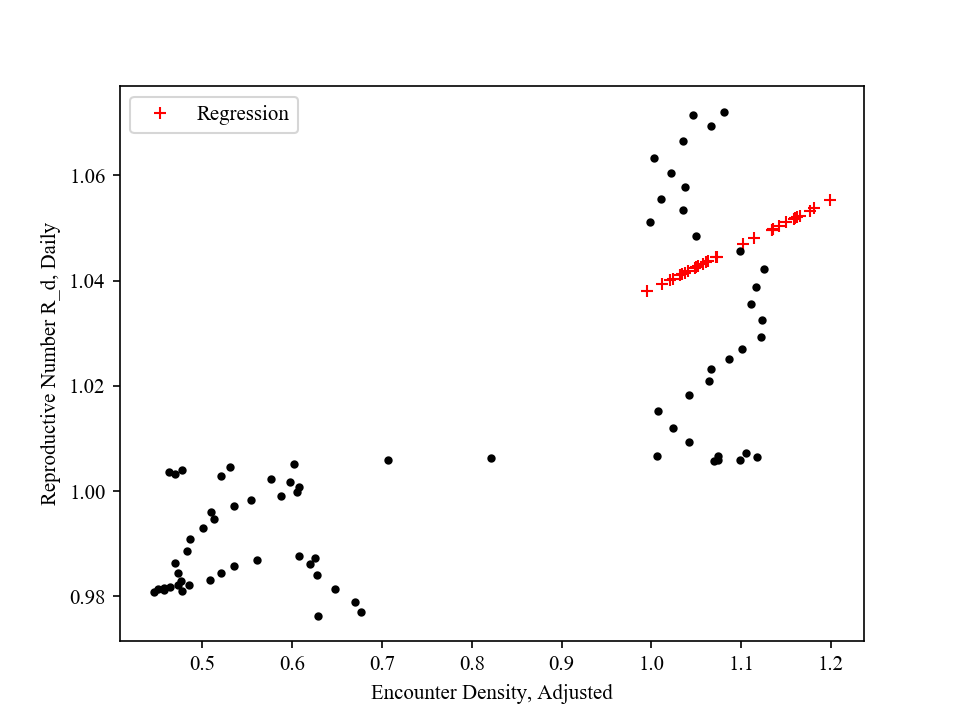 Regression
1.06
1.04
1.02
1.00
0.98
Reproductive Number R_d, Daily
0.5 0.6 0.7 0.8 0.9 1.0 1.1 1.2
Encounter Density, Adjusted